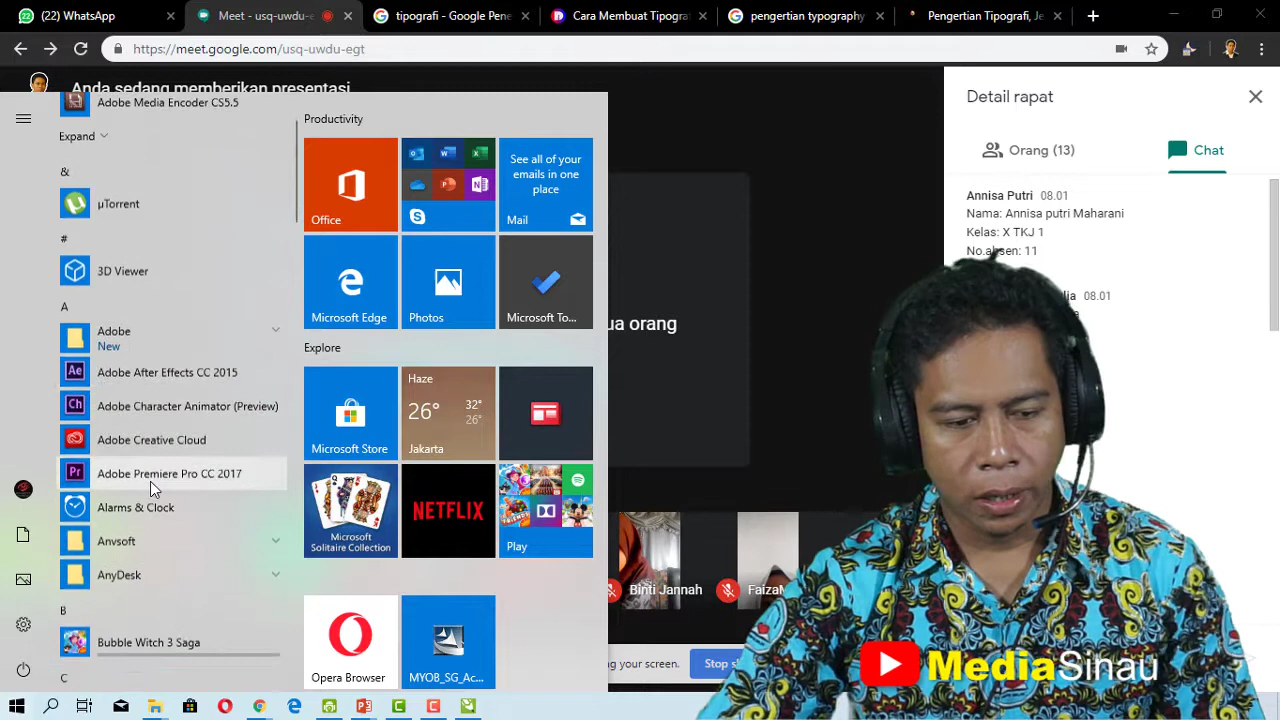 WhatsApp
Meet - usq-uwdu-
tipografi - Google Pene
Cara Membuat Tipograf
pengertian typography
Pengertian Tipografi, Je
https://meet.google.com/usq-uwdu-egt
Anda sedang memberikan presentasi
Adobe Media Encoder CS5.5
Expand
&
µTorrent
#
3D Viewer
A
Adobe
New
Adobe After Effects CC 2015
Adobe Character Animator (Preview)
Adobe Creative Cloud
Adobe Premiere Pro CC 2017
Alarms & Clock
Anvsoft
AnyDesk
B
Bubble Witch 3 Saga
C
Productivity
Office
See all of your
emails in one
place
Mail
Microsoft Edge
Photos
Microsoft To...
Explore
Microsoft Store
Haze
26°
32°
26°
Jakarta
Microsoft
Solitaire Collection
NETFLIX
Play
Opera Browser
MYOB_SG_Ac...
ua orang
Binti Jannah
Faiza
ng your screen.
Stop s
Detail rapat
Orang (13)
Chat
Annisa Putri 08.01
Nama: Annisa putri Maharani
Kelas: X TKJ 1
No.absen: 11
dia 08.01
MediaSinau